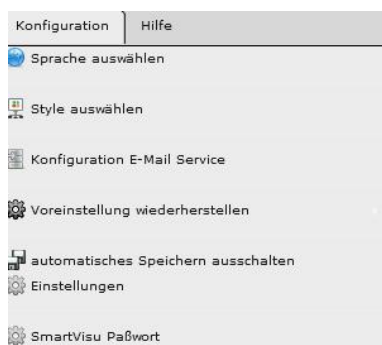 Konfiguration Hilfe
Sprache auswählen
Style auswählen
Konfiguration E-Mail Service
Voreinstellung wiederherstellen
automatisches Speichern ausschalten
Einstellungen
SmartVisu Paßwort